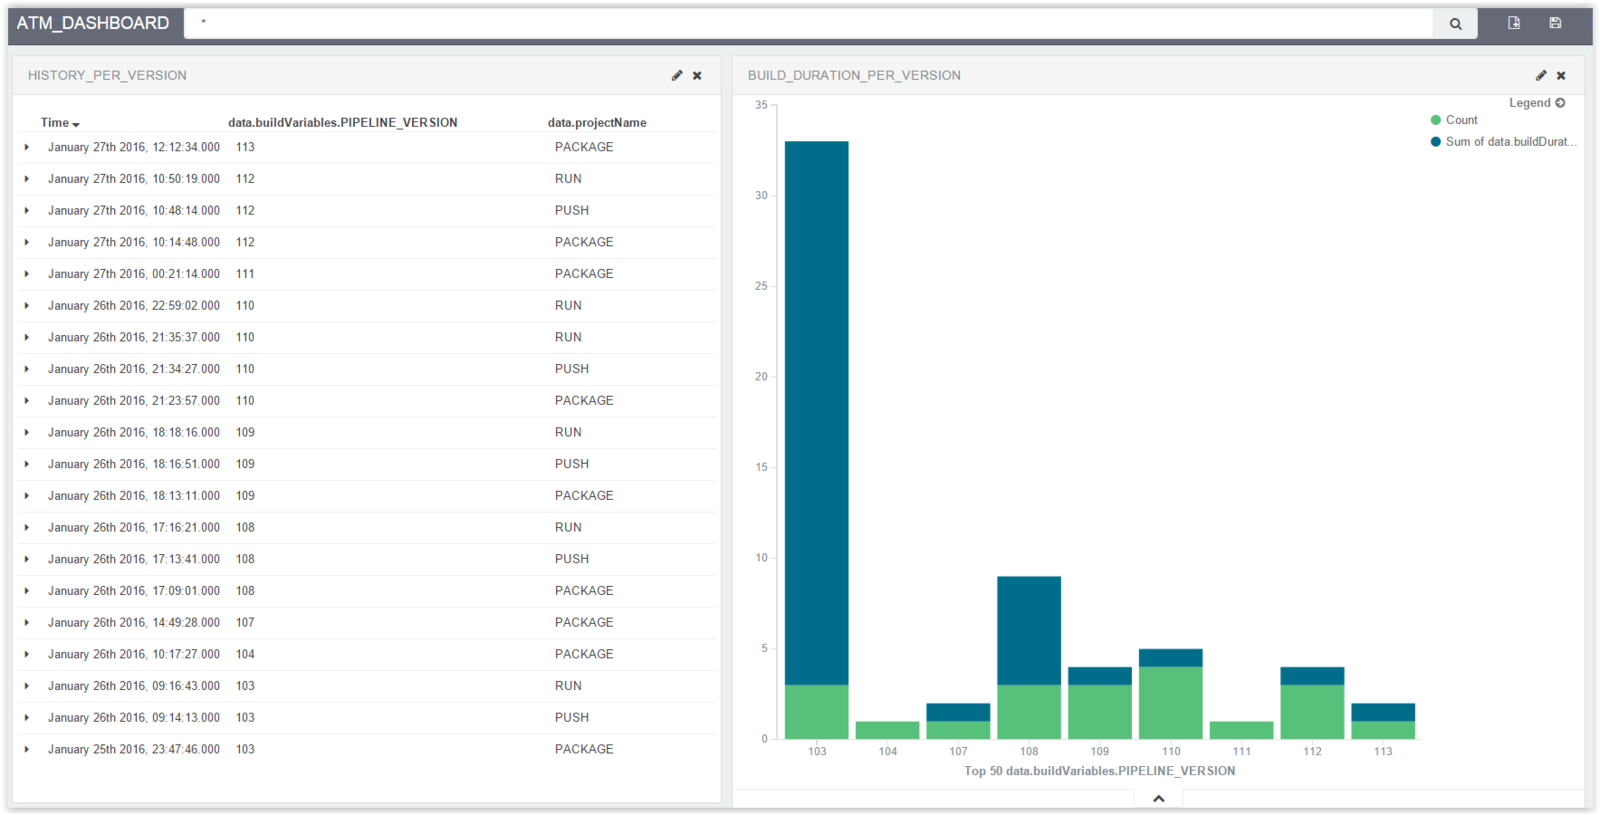 ATM_DASHBOARD *
HISTORY_PER_VERSION
Time data.buildVariables.PIPELINE_VERSION data.projectName
January 27th 2016, 12:12:34.000 113 PACKAGE
January 27th 2016, 10:50:19.000 112 RUN
January 27th 2016, 10:48:14.000 112 PUSH
January 27th 2016, 10:14:48.000 112 PACKAGE
January 27th 2016, 00:21:14.000 111 PACKAGE
January 26th 2016, 22:59:02.000 110 RUN
January 26th 2016, 21:35:37.000 110 RUN
January 26th 2016, 21:34:27.000 110 PUSH
January 26th 2016, 21:23:57.000 110 PACKAGE
January 26th 2016, 18:18:16.000 109 RUN
January 26th 2016, 18:16:51.000 109 PUSH
January 26th 2016, 18:13:11.000 109 PACKAGE
January 26th 2016, 17:16:21.000 108 RUN
January 26th 2016, 17:13:41.000 108 PUSH
January 26th 2016, 17:09:01.000 108 PACKAGE
January 26th 2016, 14:49:28.000 107 PACKAGE
January 26th 2016, 10:17:27.000 104 PACKAGE
January 26th 2016, 09:16:43.000 103 RUN
January 26th 2016, 09:14:13.000 103 PUSH
January 25th 2016, 23:47:46.000 103 PACKAGE
BUILD_DURATION_PER_VERSION
Legend
Count
Sum of data.buildDurat...
35
30
25
20
15
10
5
0
103 104 107 108 109 110 111 112 113
Top 50 data.buildVariables.PIPELINE_VERSION